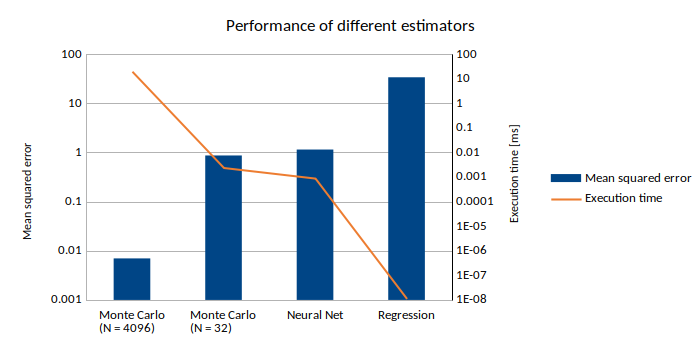 Performance of different estimators
Mean squared error
100
10
1
0.1
0.01
0.001
100
10
1
0.1
0.01
0.001
0.0001
1E-05
1E-06
1E-07
1E-08
Execution time [ms]
Monte Carlo
(N = 4096)
Monte Carlo
(N = 32)
Neural Net
Regression
Mean squared error
Execution time